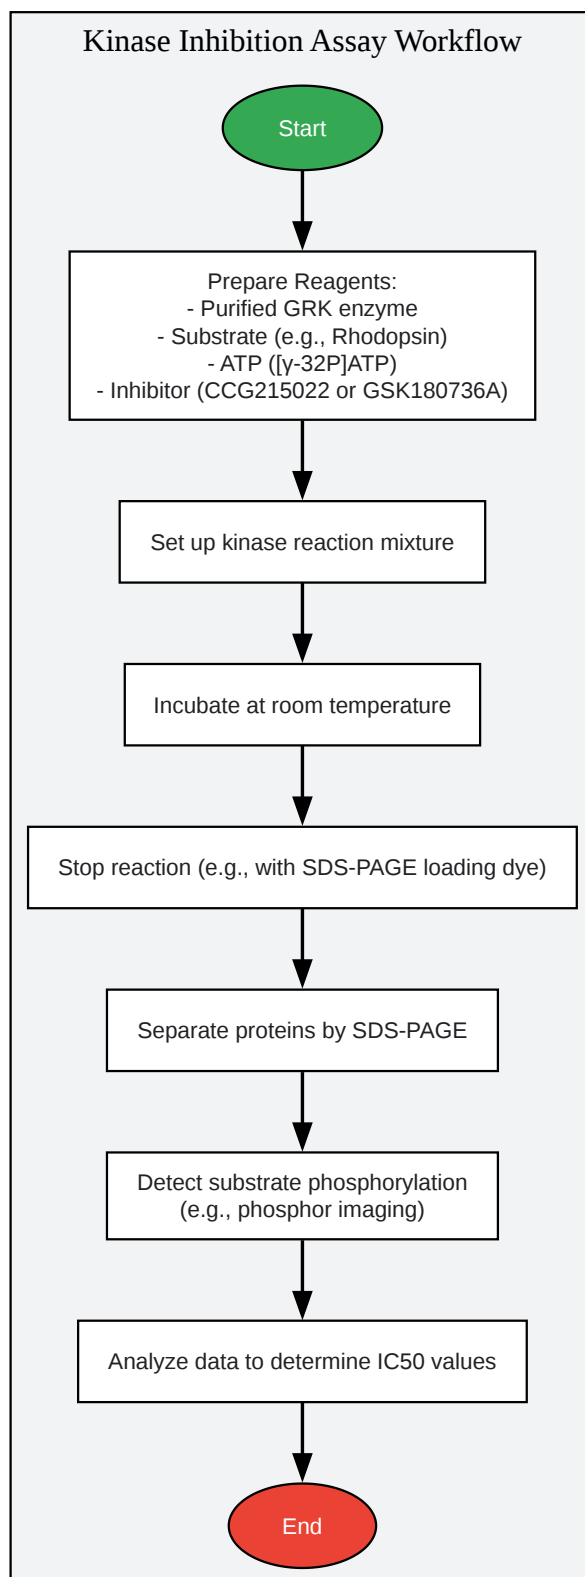 Kinase Inhibition Assay Workflow
Start
Prepare Reagents:
- Purified GRK enzyme
- Substrate (e.g., Rhodopsin)
- ATP ([γ-32P]ATP)
- Inhibitor (CCG215022 or GSK180736A)
Set up kinase reaction mixture
Incubate at room temperature
Stop reaction (e.g., with SDS-PAGE loading dye)
Separate proteins by SDS-PAGE
Detect substrate phosphorylation
(e.g., phosphor imaging)
Analyze data to determine IC50 values
End